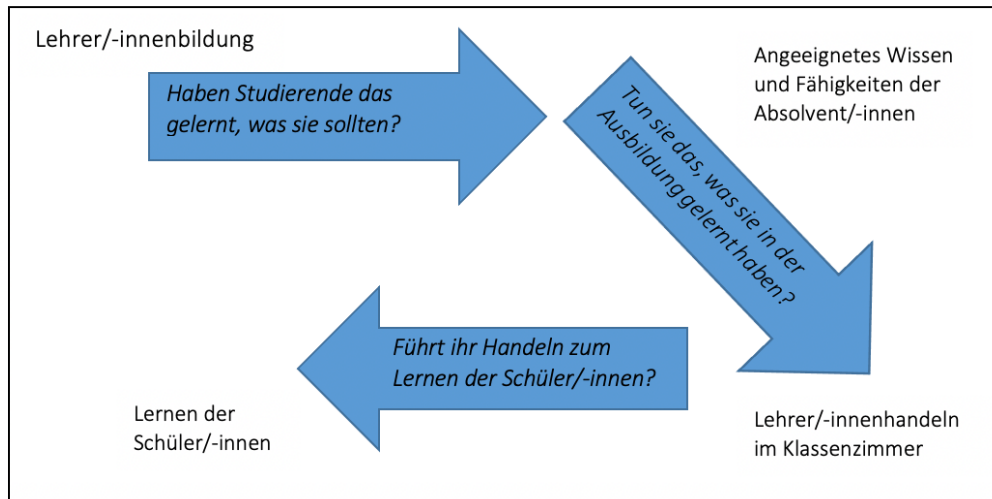 Lehrer/-innenbildung
Haben Studierende das
gelernt, was sie sollten?
Angeeignetes Wissen
und Fähigkeiten der
Absolvent/-innen
Tun sie das, was sie in der
Ausbildung gelernt haben?
Lehrer/-innenhandeln
im Klassenzimmer
Führt ihr Handeln zum
Lernen der Schüler/-innen?
Lernen der
Schüler/-innen